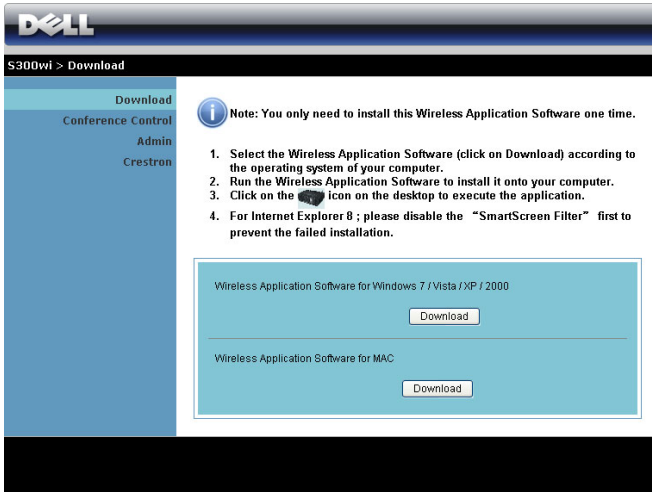 DELL
S300wi > Download
Download
Conference Control
Admin
Crestron
Note: You only need to install this Wireless Application Software one time.
1. Select the Wireless Application Software (click on Download) according to
the operating system of your computer.
2. Run the Wireless Application Software to install it onto your computer.
3. Click on the icon on the desktop to execute the application.
4. For Internet Explorer 8 ; please disable the “SmartScreen Filter” first to
prevent the failed installation.
Wireless Application Software for Windows 7 / Vista / XP / 2000
Download
Wireless Application Software for MAC
Download